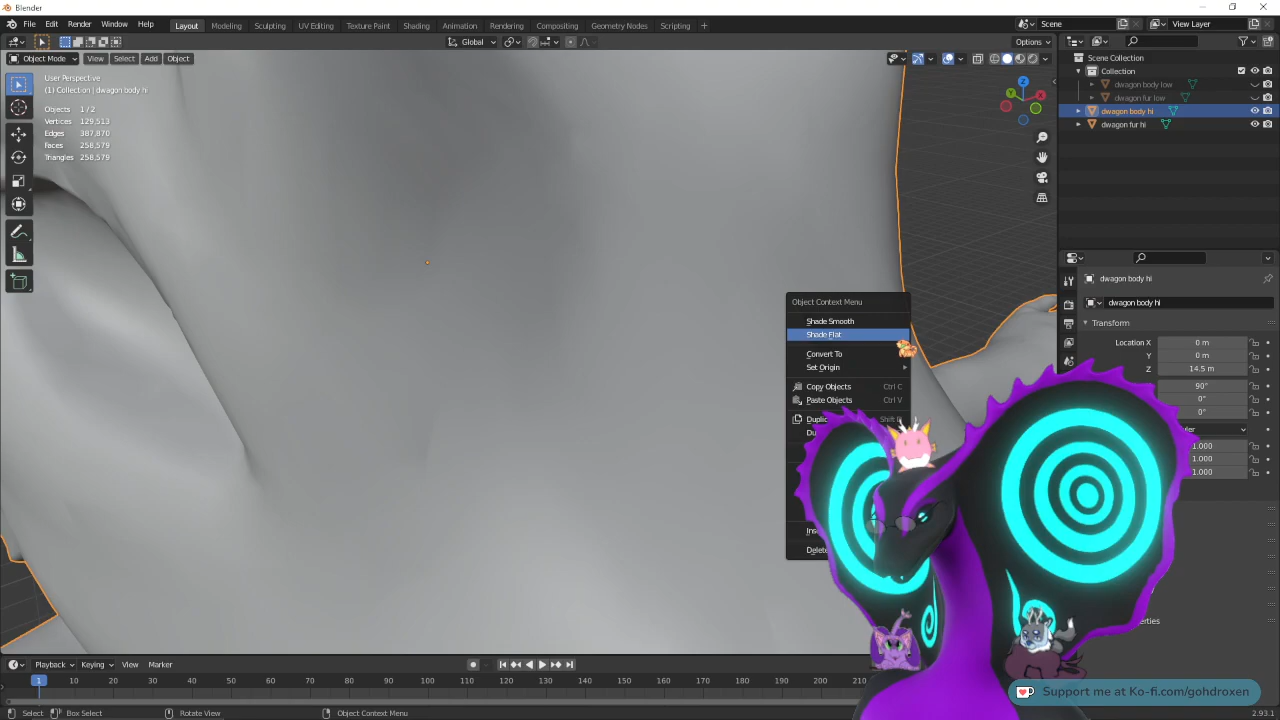 Blender
File Edit Render Window Help
Layout Modeling Sculpting UV Editing Texture Paint Shading Animation Rendering Compositing Geometry Nodes Scripting +
Scene
View Layer
Global
Options
Object Mode View Select Add Object
User Perspective
(1) Collection | dwagon body hi
Objects 1 / 2
Vertices 129,513
Edges 387,870
Faces 258,579
Triangles 258,579
Scene Collection
Collection
dwagon body low
dwagon fur low
dwagon body hi
dwagon fur hi
dwagon body hi
dwagon body hi
Transform
Location X 0 m
Y 0 m
Z 14.5 m
90°
0°
0°
1.000
1.000
1.000
Z
X
Y
Object Context Menu
Shade Smooth
Shade Flat
Convert To
Set Origin
Copy Objects Ctrl C
Paste Objects Ctrl V
Playback Keying View Marker
1
1 10 20 30 40 50 60 70 80 90 100 110 120 130 140 150 160 170 180 190 200 210
Support me at Ko-fi.com/gohdroxen
Select Box Select Rotate View Object Context Menu 2.93.1